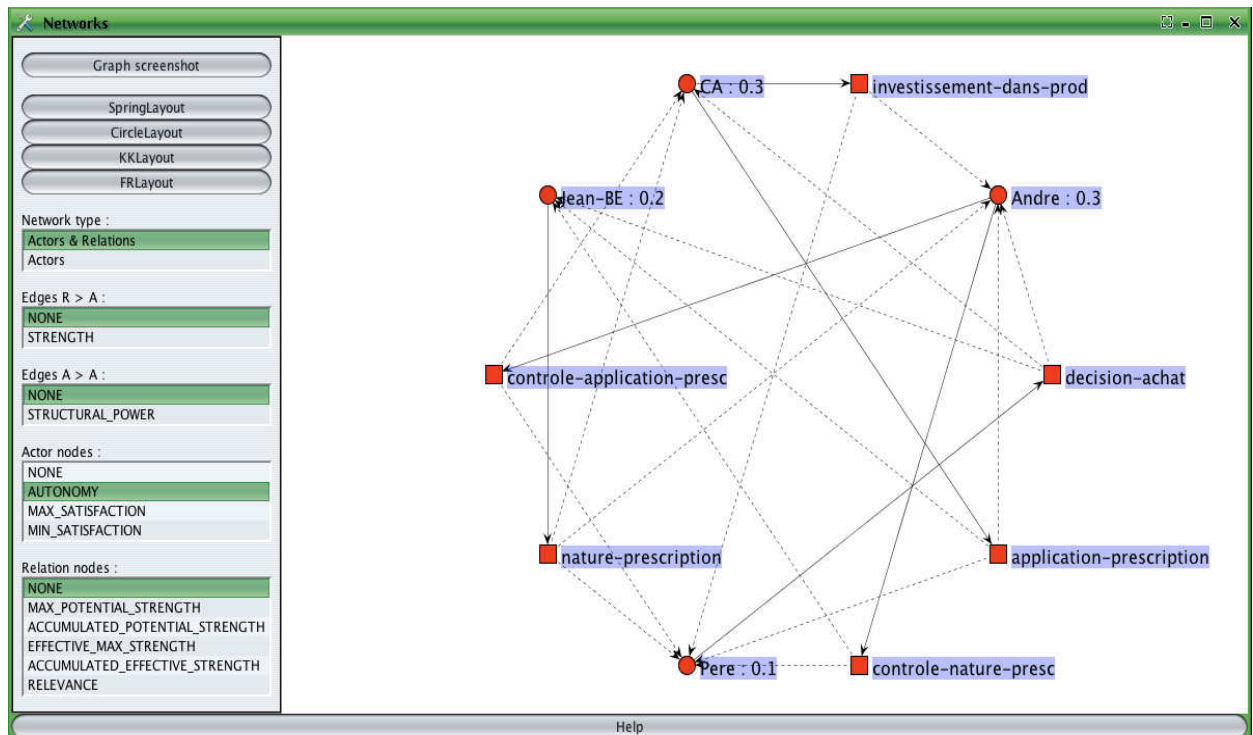 Networks
Graph screenshot
SpringLayout
CircleLayout
KKLayout
FRLayout
Network type :
Actors & Relations
Actors
Edges R > A :
NONE
STRENGTH
Edges A > A :
NONE
STRUCTURAL_POWER
Actor nodes :
NONE
AUTONOMY
MAX_SATISFACTION
MIN_SATISFACTION
Relation nodes :
NONE
MAX_POTENTIAL_STRENGTH
ACCUMULATED_POTENTIAL_STRENGTH
EFFECTIVE_MAX_STRENGTH
ACCUMULATED_EFFECTIVE_STRENGTH
RELEVANCE
CA : 0.3
investissement-dans-prod
Jean-BE : 0.2
Andre : 0.3
controle-application-presc
decision-achat
nature-prescription
application-prescription
Pere : 0.1
controle-nature-presc
Help